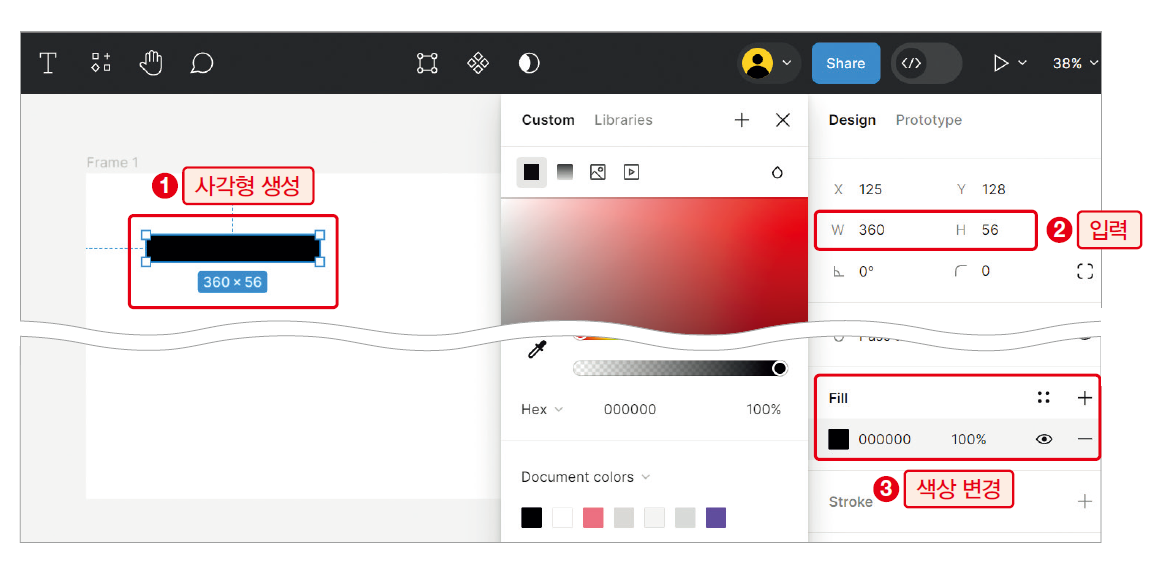 T
Share
</>
38%
Custom Libraries
Design Prototype
Frame 1
1 사각형 생성
X 125 Y 128
W 360 H 56
2 입력
0° 0
360 × 56
Hex 000000 100%
Fill
000000 100%
Document colors
3 색상 변경
Stroke